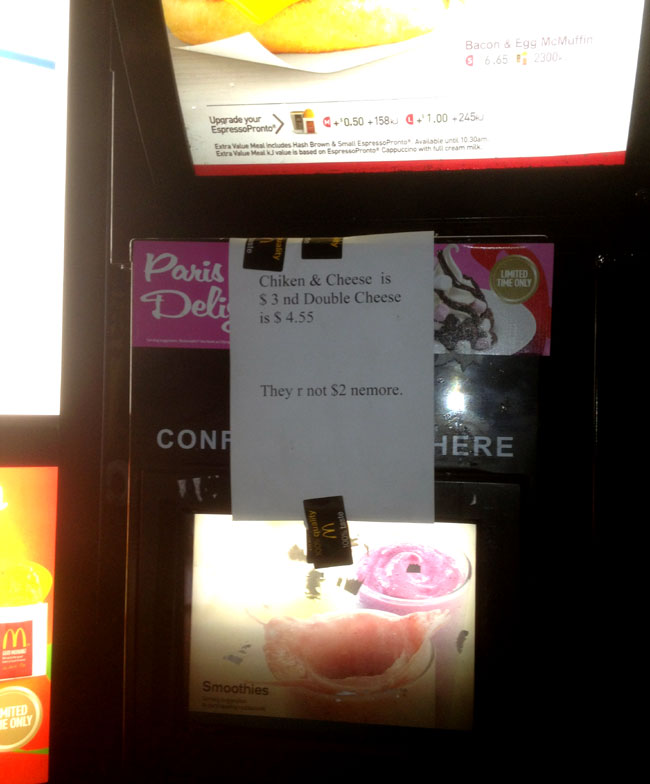 Bacon & Egg McMuffin
6.65 2300
Upgrade your
EspressoPronto
M +$0.50 +158kJ L +$1.00 +245kJ
Extra Value Meal includes Hash Brown & Small EspressoPronto. Available until 10:30am.
Extra Value Meal kJ value is based on EspressoPronto Cappuccino with full cream milk.
Paris
Deli
LIMITED
TIME ONLY
Chiken & Cheese is
$ 3 nd Double Cheese
is $ 4.55
They r not $2 nemore.
CONF
HERE
Smoothies
LIMITED
E ONLY